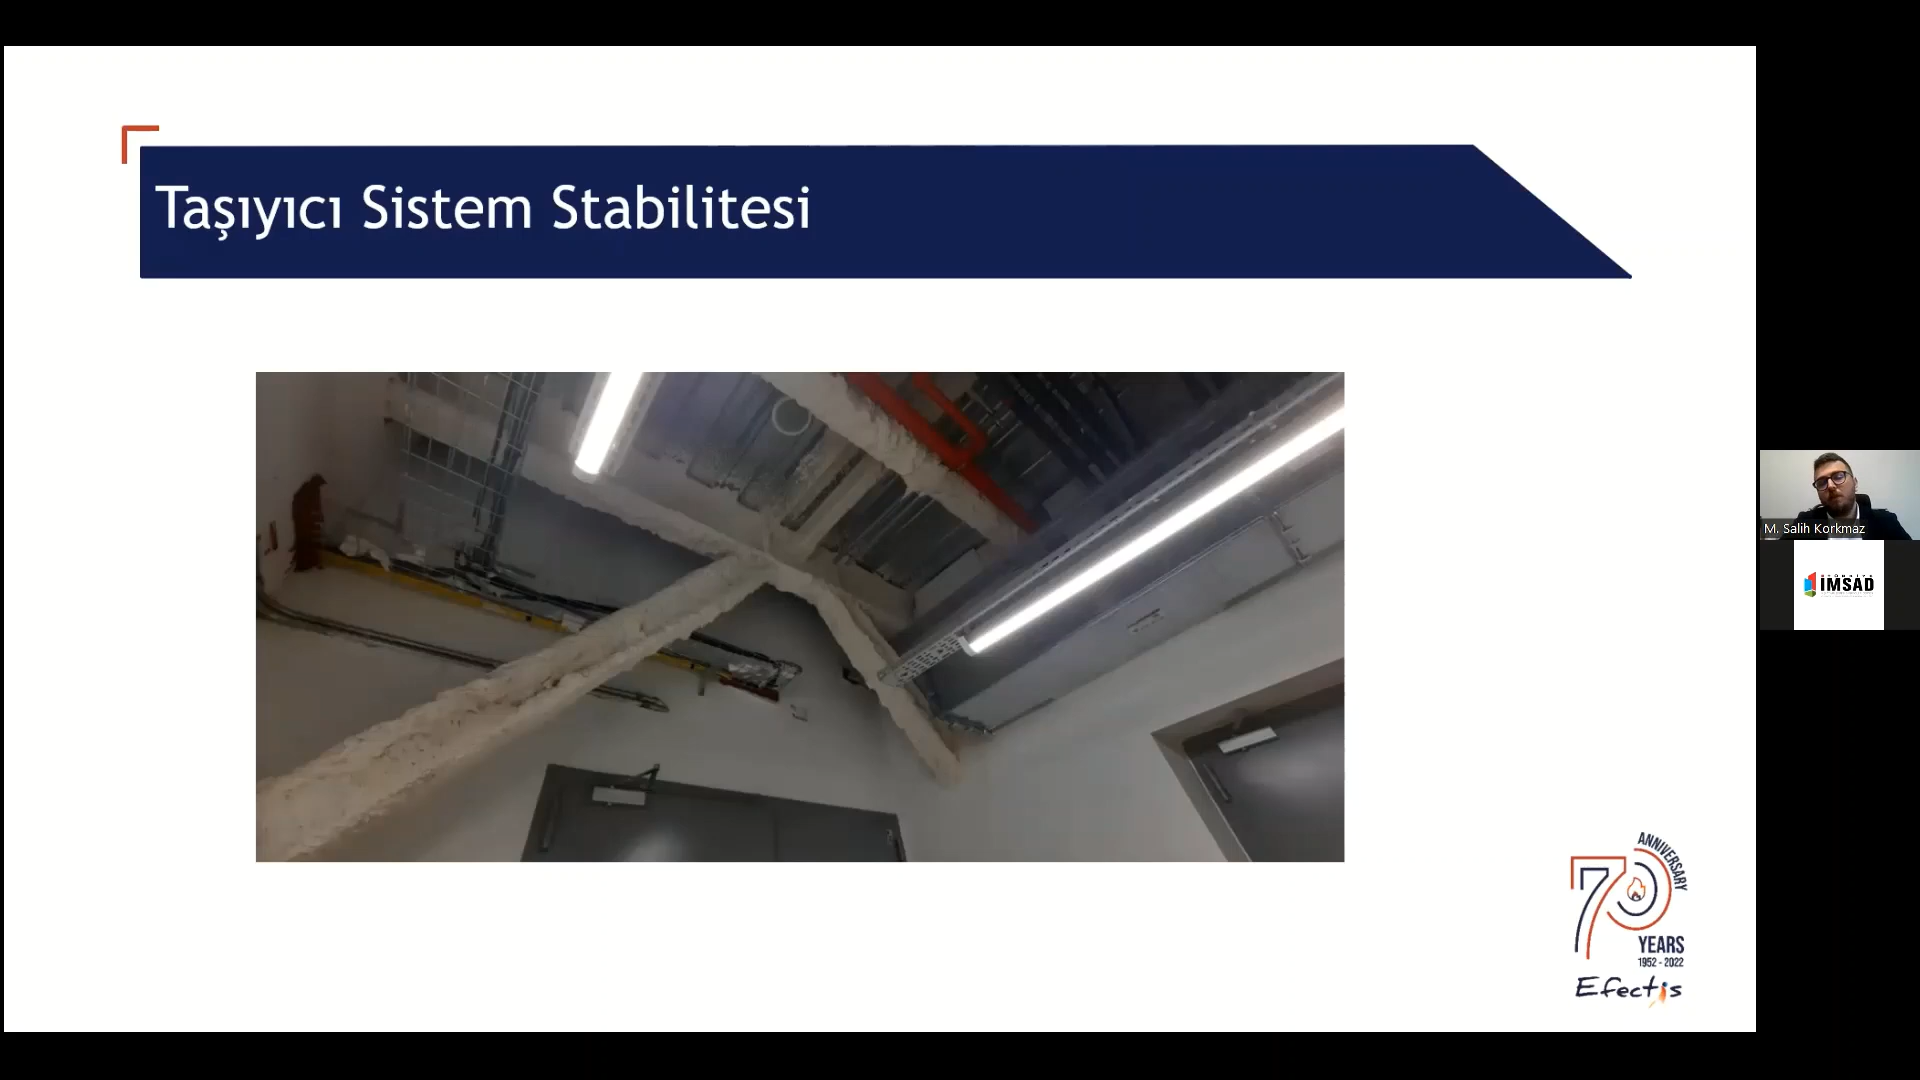 Taşıyıcı Sistem Stabilitesi
M. Salih Korkmaz
İMSAD
70
ANNIVERSARY
YEARS
1952 - 2022
Efectis